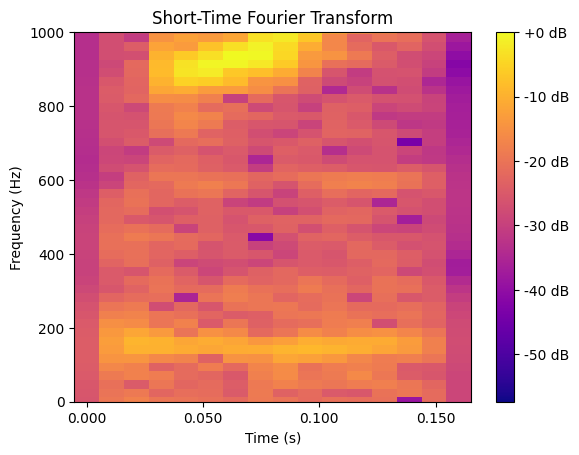 Short-Time Fourier Transform
1000
800
600
400
200
0
Frequency (Hz)
0.000
0.050
0.100
0.150
Time (s)
+0 dB
-10 dB
-20 dB
-30 dB
-40 dB
-50 dB